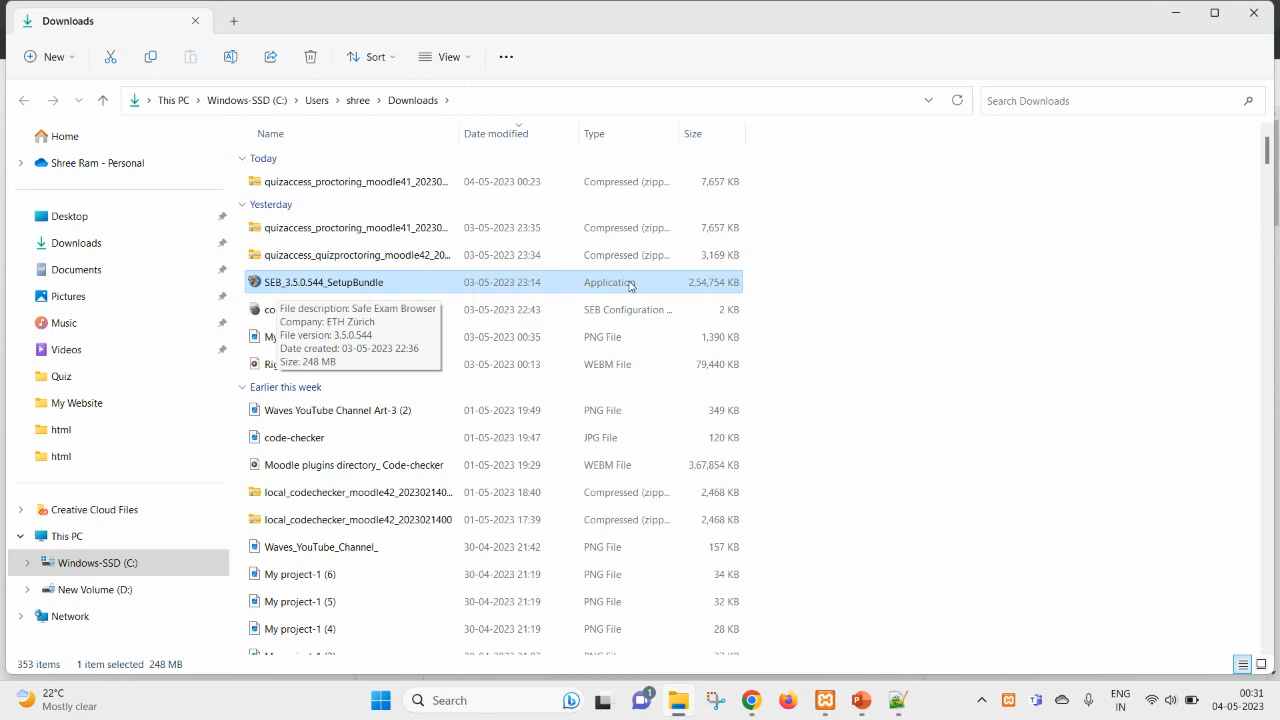 Downloads
New
Sort
View
This PC
Windows-SSD (C:)
Users
shree
Downloads
Search Downloads
Home
Shree Ram - Personal
Desktop
Downloads
Documents
Pictures
Music
Videos
Quiz
My Website
html
html
Creative Cloud Files
This PC
Windows-SSD (C:)
New Volume (D:)
Network
Name Date modified Type Size
Today
quizaccess_proctoring_moodle41_20230... 04-05-2023 00:23 Compressed (zipp... 7,657 KB
Yesterday
quizaccess_proctoring_moodle41_20230... 03-05-2023 23:35 Compressed (zipp... 7,657 KB
quizaccess_quizproctoring_moodle42_20... 03-05-2023 23:34 Compressed (zipp... 3,169 KB
SEB_3.5.0.544_SetupBundle 03-05-2023 23:14 Application 2,54,754 KB
co 03-05-2023 22:43 SEB Configuration ... 2 KB
My 03-05-2023 00:35 PNG File 1,390 KB
Rig 03-05-2023 00:13 WEBM File 79,440 KB
File description: Safe Exam Browser
Company: ETH Zürich
File version: 3.5.0.544
Date created: 03-05-2023 22:36
Size: 248 MB
Earlier this week
Waves YouTube Channel Art-3 (2) 01-05-2023 19:49 PNG File 349 KB
code-checker 01-05-2023 19:47 JPG File 120 KB
Moodle plugins directory_ Code-checker 01-05-2023 19:29 WEBM File 3,67,854 KB
local_codechecker_moodle42_202302140... 01-05-2023 18:40 Compressed (zipp... 2,468 KB
local_codechecker_moodle42_2023021400 01-05-2023 17:39 Compressed (zipp... 2,468 KB
Waves_YouTube_Channel_ 30-04-2023 21:42 PNG File 157 KB
My project-1 (6) 30-04-2023 21:19 PNG File 34 KB
My project-1 (5) 30-04-2023 21:19 PNG File 32 KB
My project-1 (4) 30-04-2023 21:19 PNG File 28 KB
353 items 1 item selected 248 MB
22°C
Mostly cloudy
Search
1
ENG
IN
00:31
04-05-2023